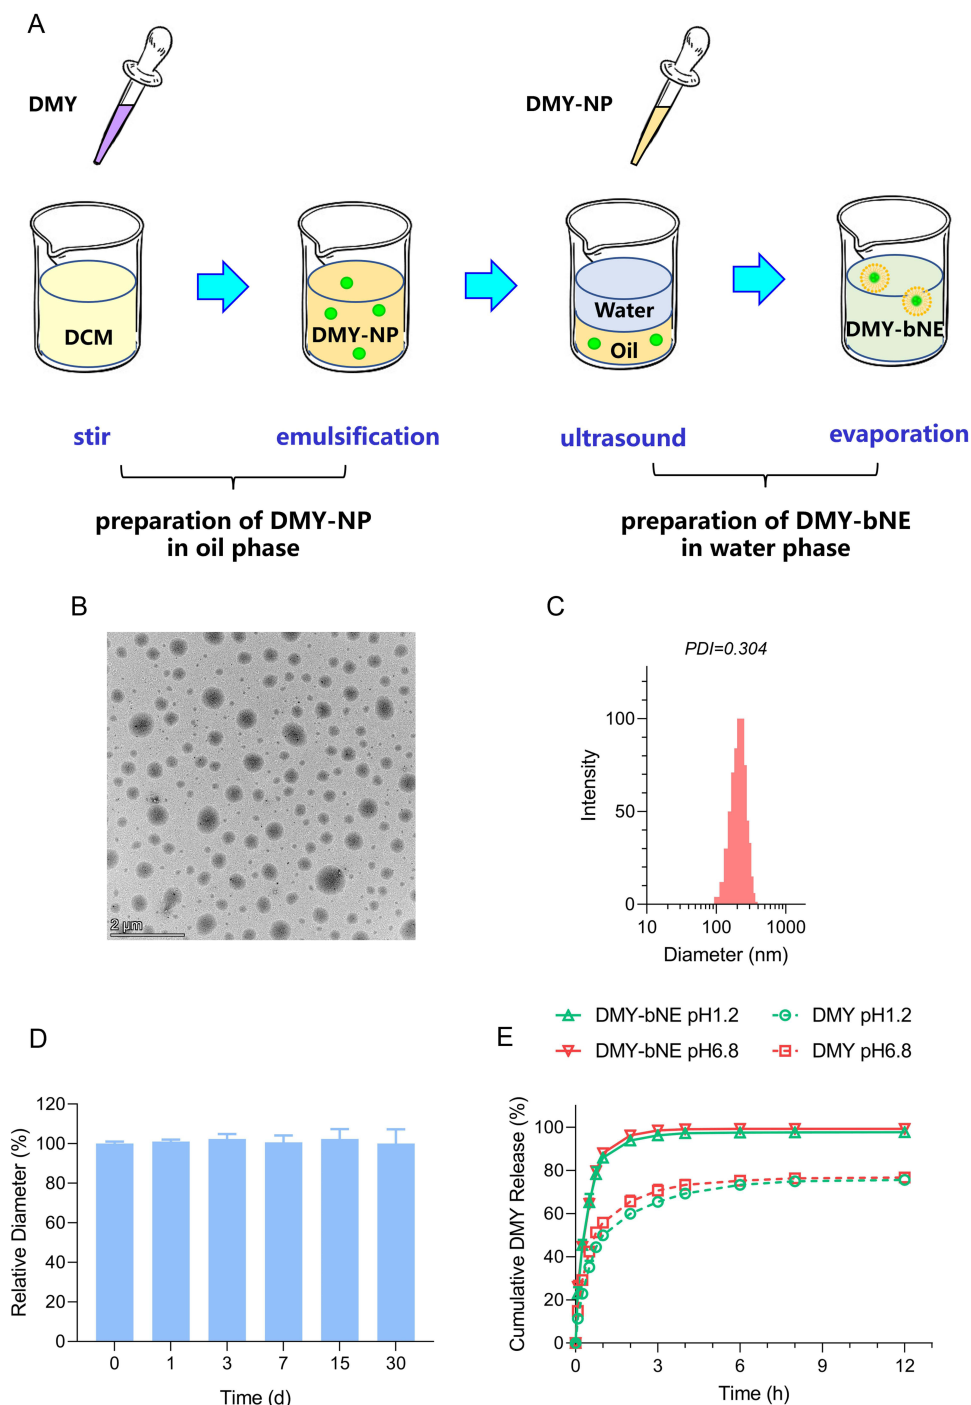 A
DMY
DMY-NP
DCM
DMY-NP
Water
Oil
DMY-bNE
stir
emulsification
ultrasound
evaporation
preparation of DMY-NP
in oil phase
preparation of DMY-bNE
in water phase
B
2 μm
C
PDI=0.304
Intensity
100
50
0
10
100
1000
Diameter (nm)
D
Relative Diameter (%)
120
100
80
60
40
20
0
0
1
3
7
15
30
Time (d)
E
DMY-bNE pH1.2
DMY pH1.2
DMY-bNE pH6.8
DMY pH6.8
Cumulative DMY Release (%)
100
80
60
40
20
0
0
3
6
9
12
Time (h)